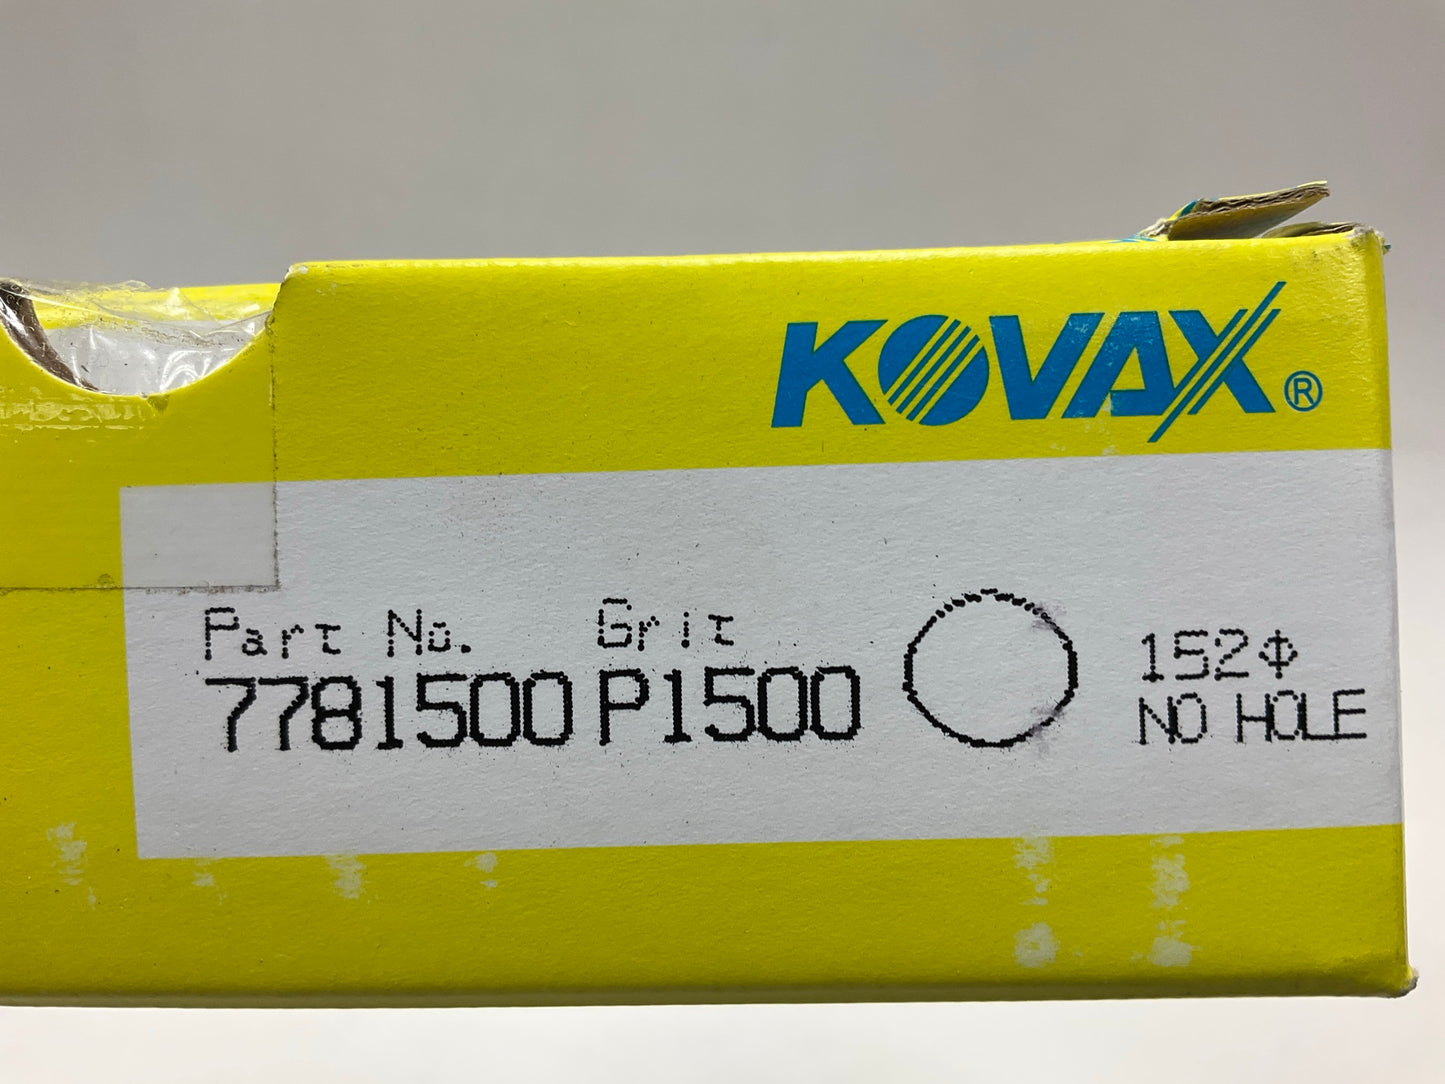 KOVAX®
Part No. Grit
7781500 P1500
152Φ
NO HOLE